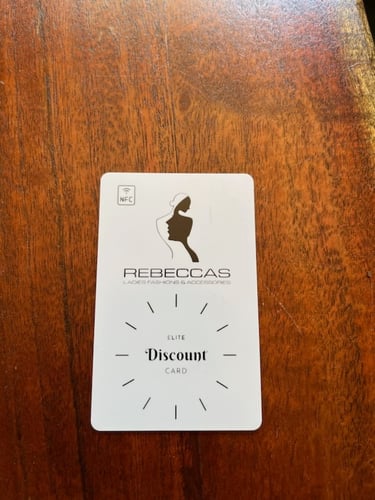 NFC
REBECCAS
LADIES FASHIONS & ACCESSORIES
ELITE
Discount
CARD